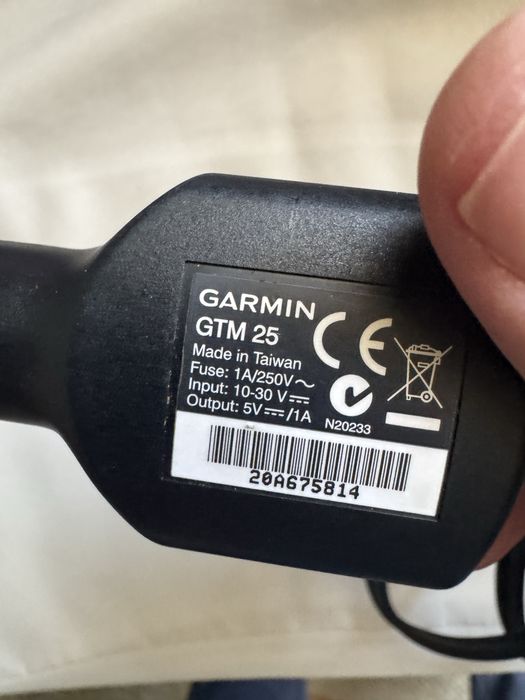 GARMIN
GTM 25
Made in Taiwan
Fuse: 1A/250V～
Input: 10-30 V⎓
Output: 5V⎓/1A
CE
N20233
20A675814